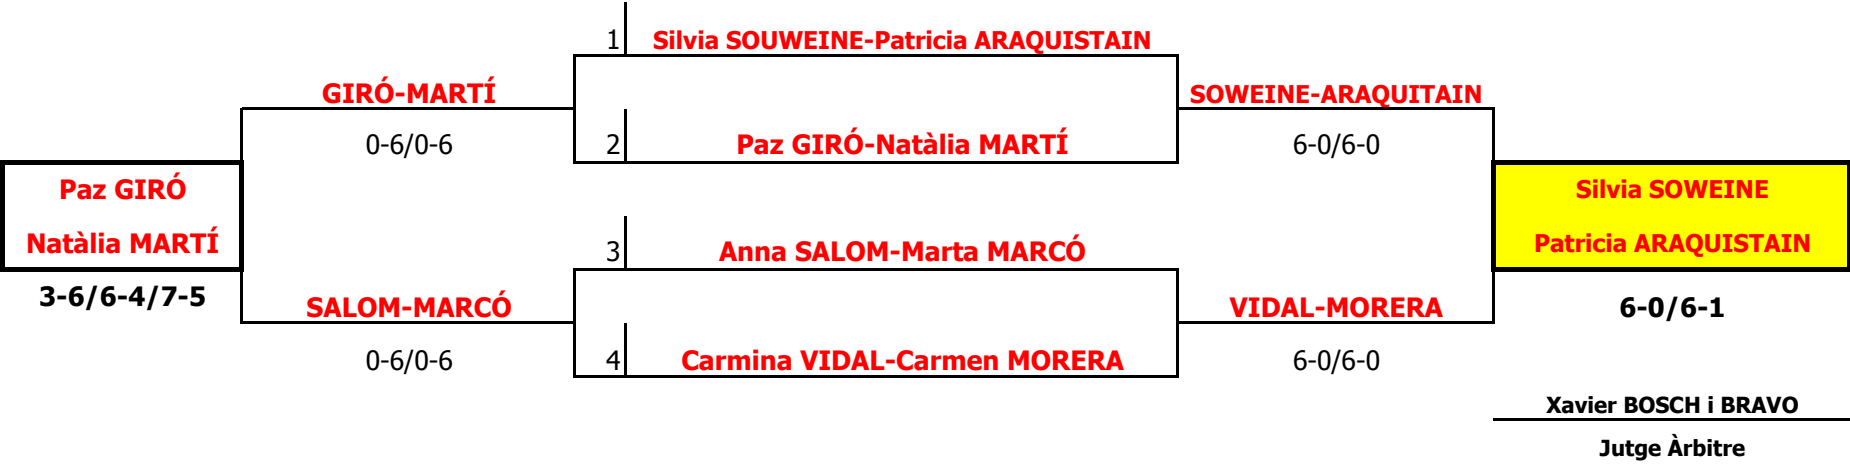 1 Silvia SOUWEINE-Patricia ARAQUISTAIN
GIRÓ-MARTÍ SOWEINE-ARAQUITAIN
0-6/0-6 2 Paz GIRÓ-Natàlia MARTÍ 6-0/6-0
Paz GIRÓ Silvia SOWEINE
Natàlia MARTÍ 3 Anna SALOM-Marta MARCÓ Patricia ARAQUISTAIN
3-6/6-4/7-5 SALOM-MARCÓ VIDAL-MORERA 6-0/6-1
0-6/0-6 4 Carmina VIDAL-Carmen MORERA 6-0/6-0
Xavier BOSCH i BRAVO
Jutge Àrbitre